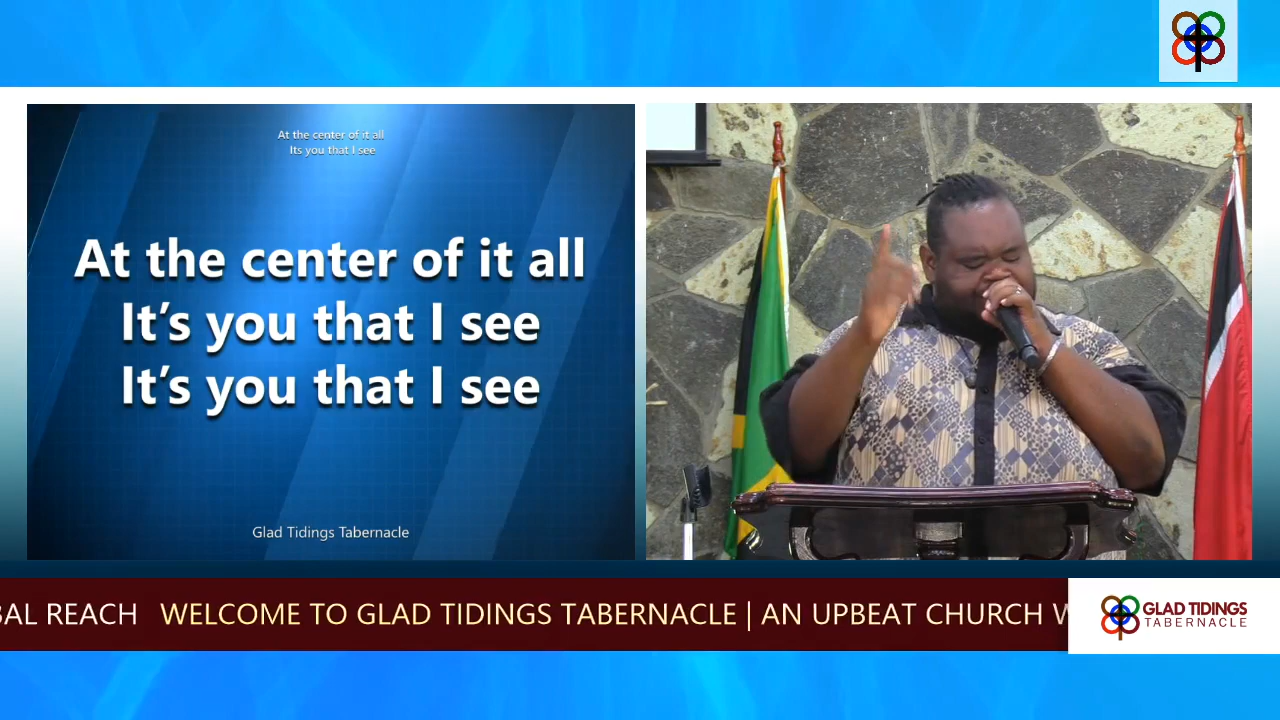 At the center of it all
Its you that I see
At the center of it all
It’s you that I see
It’s you that I see
Glad Tidings Tabernacle
BAL REACH WELCOME TO GLAD TIDINGS TABERNACLE | AN UPBEAT CHURCH W
GLAD TIDINGS
TABERNACLE